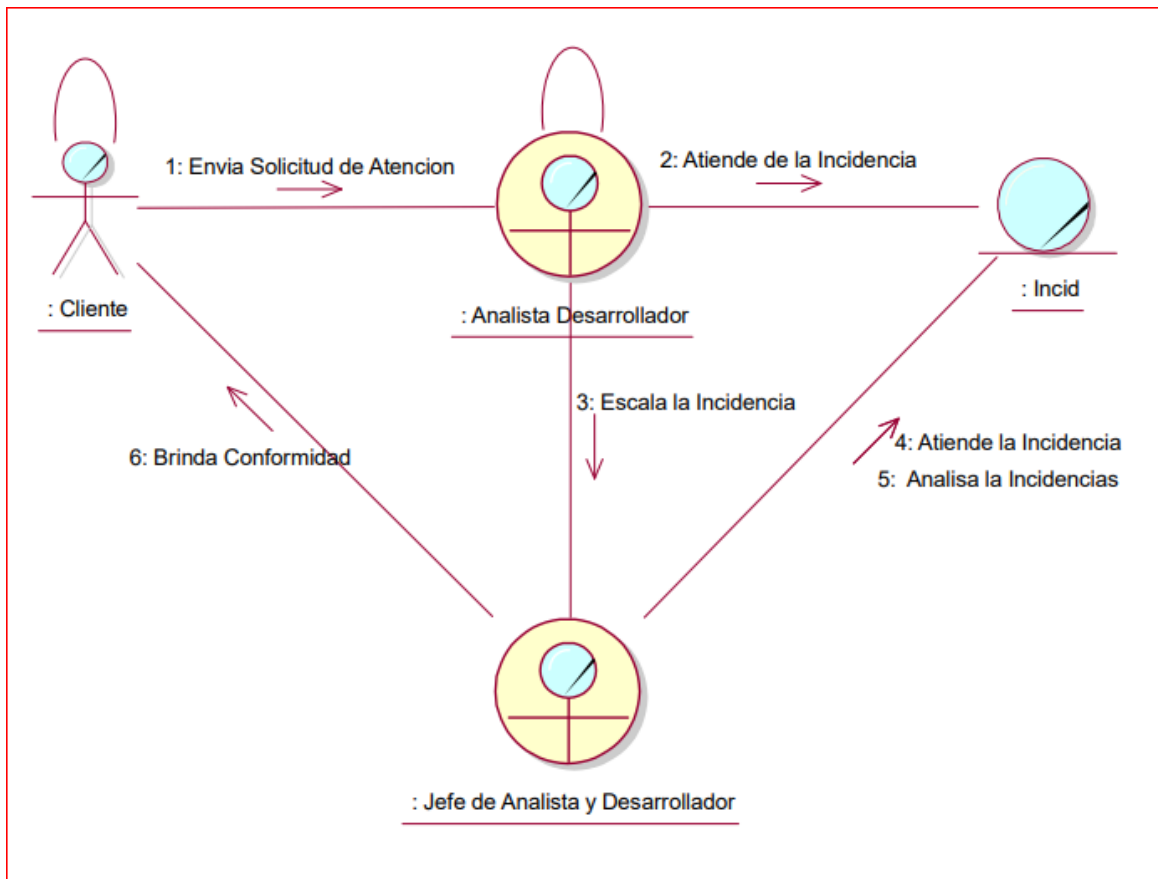 1: Envia Solicitud de Atencion
2: Atiende de la Incidencia
: Cliente
: Analista Desarrollador
: Incid
3: Escala la Incidencia
4: Atiende la Incidencia
6: Brinda Conformidad
5: Analisa la Incidencias
: Jefe de Analista y Desarrollador